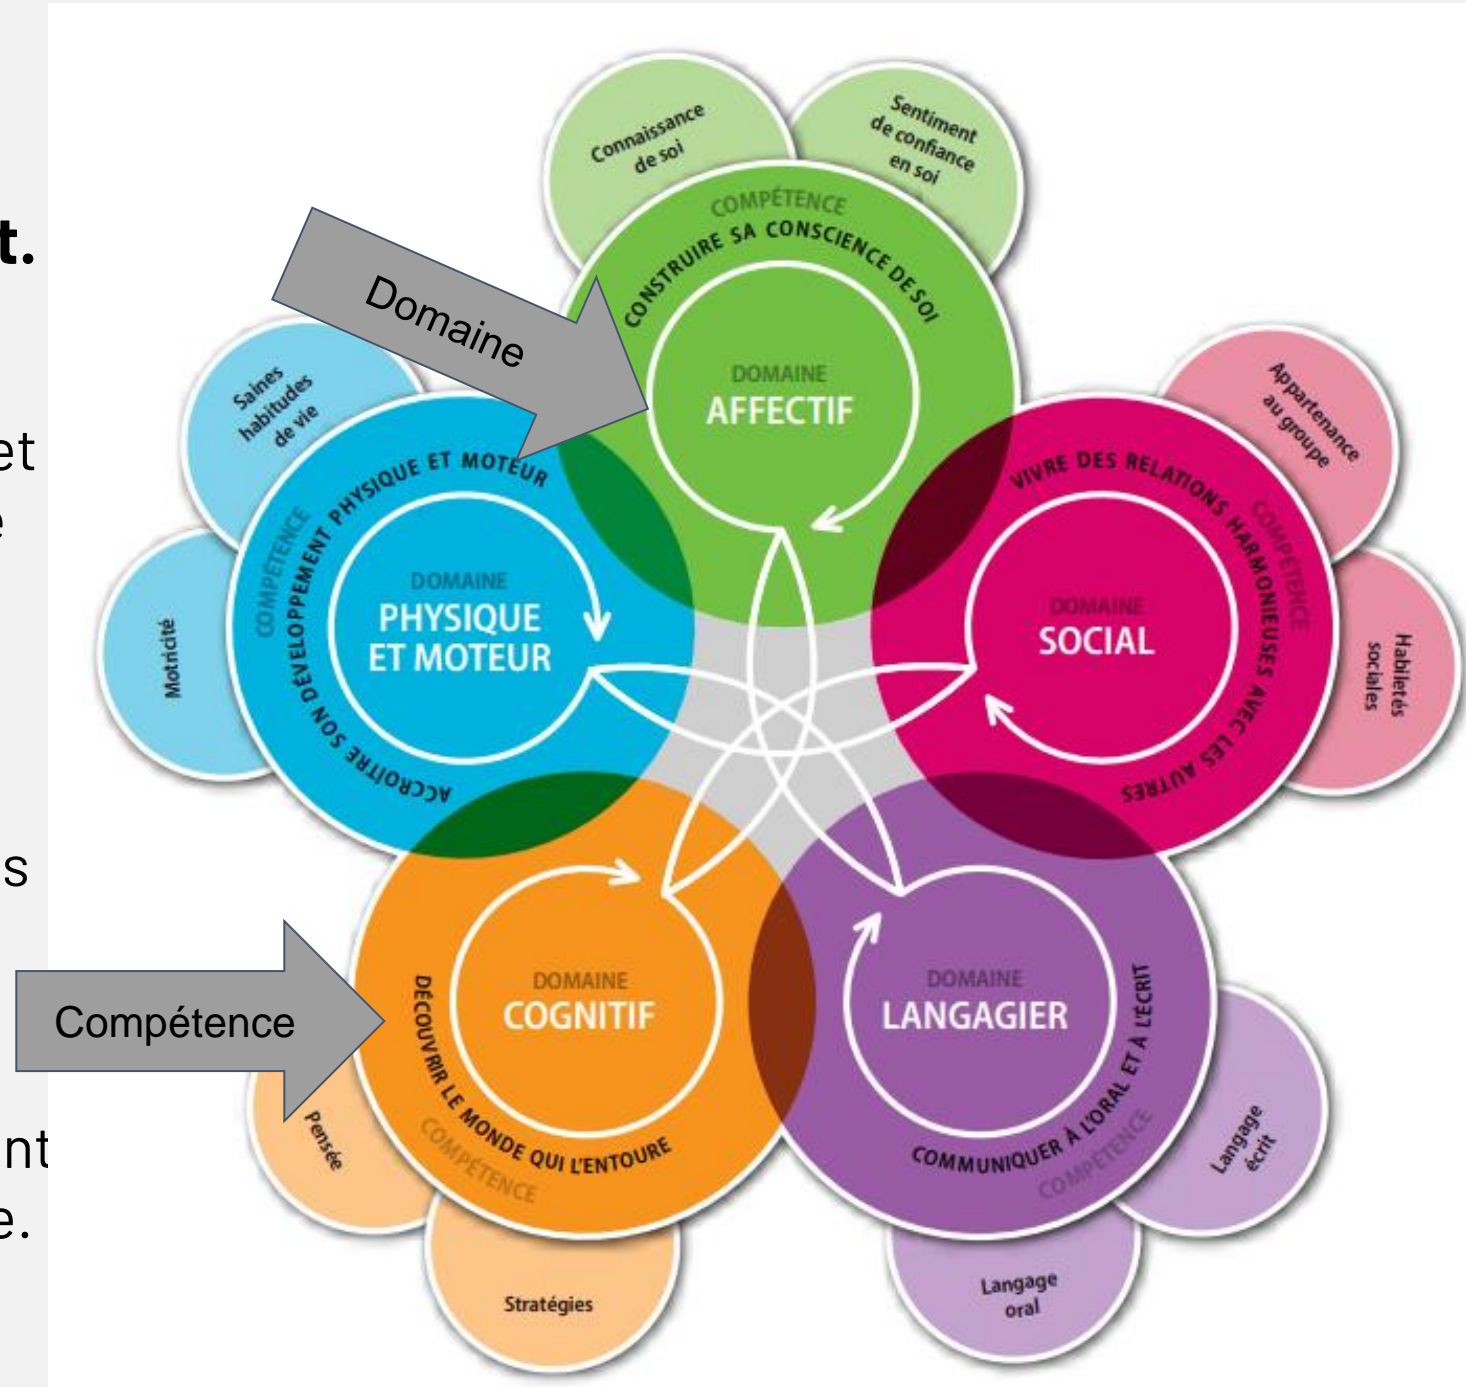 t.
et
e
s
nt
e.
Connaissance
de soi
Sentiment
de confiance
en soi
COMPÉTENCE
CONSTRUIRE SA CONSCIENCE DE SOI
DOMAINE
AFFECTIF
Domaine
Saines
habitudes
de vie
Motricité
COMPÉTENCE
ACCROÎTRE SON DÉVELOPPEMENT PHYSIQUE ET MOTEUR
DOMAINE
PHYSIQUE
ET MOTEUR
Appartenance
au groupe
Habiletés
sociales
COMPÉTENCE
VIVRE DES RELATIONS HARMONIEUSES AVEC LES AUTRES
DOMAINE
SOCIAL
Compétence
DOMAINE
COGNITIF
DÉCOUVRIR LE MONDE QUI L'ENTOURE
COMPÉTENCE
Pensée
Stratégies
DOMAINE
LANGAGIER
COMMUNIQUER À L'ORAL ET À L'ÉCRIT
COMPÉTENCE
Langage
écrit
Langage
oral